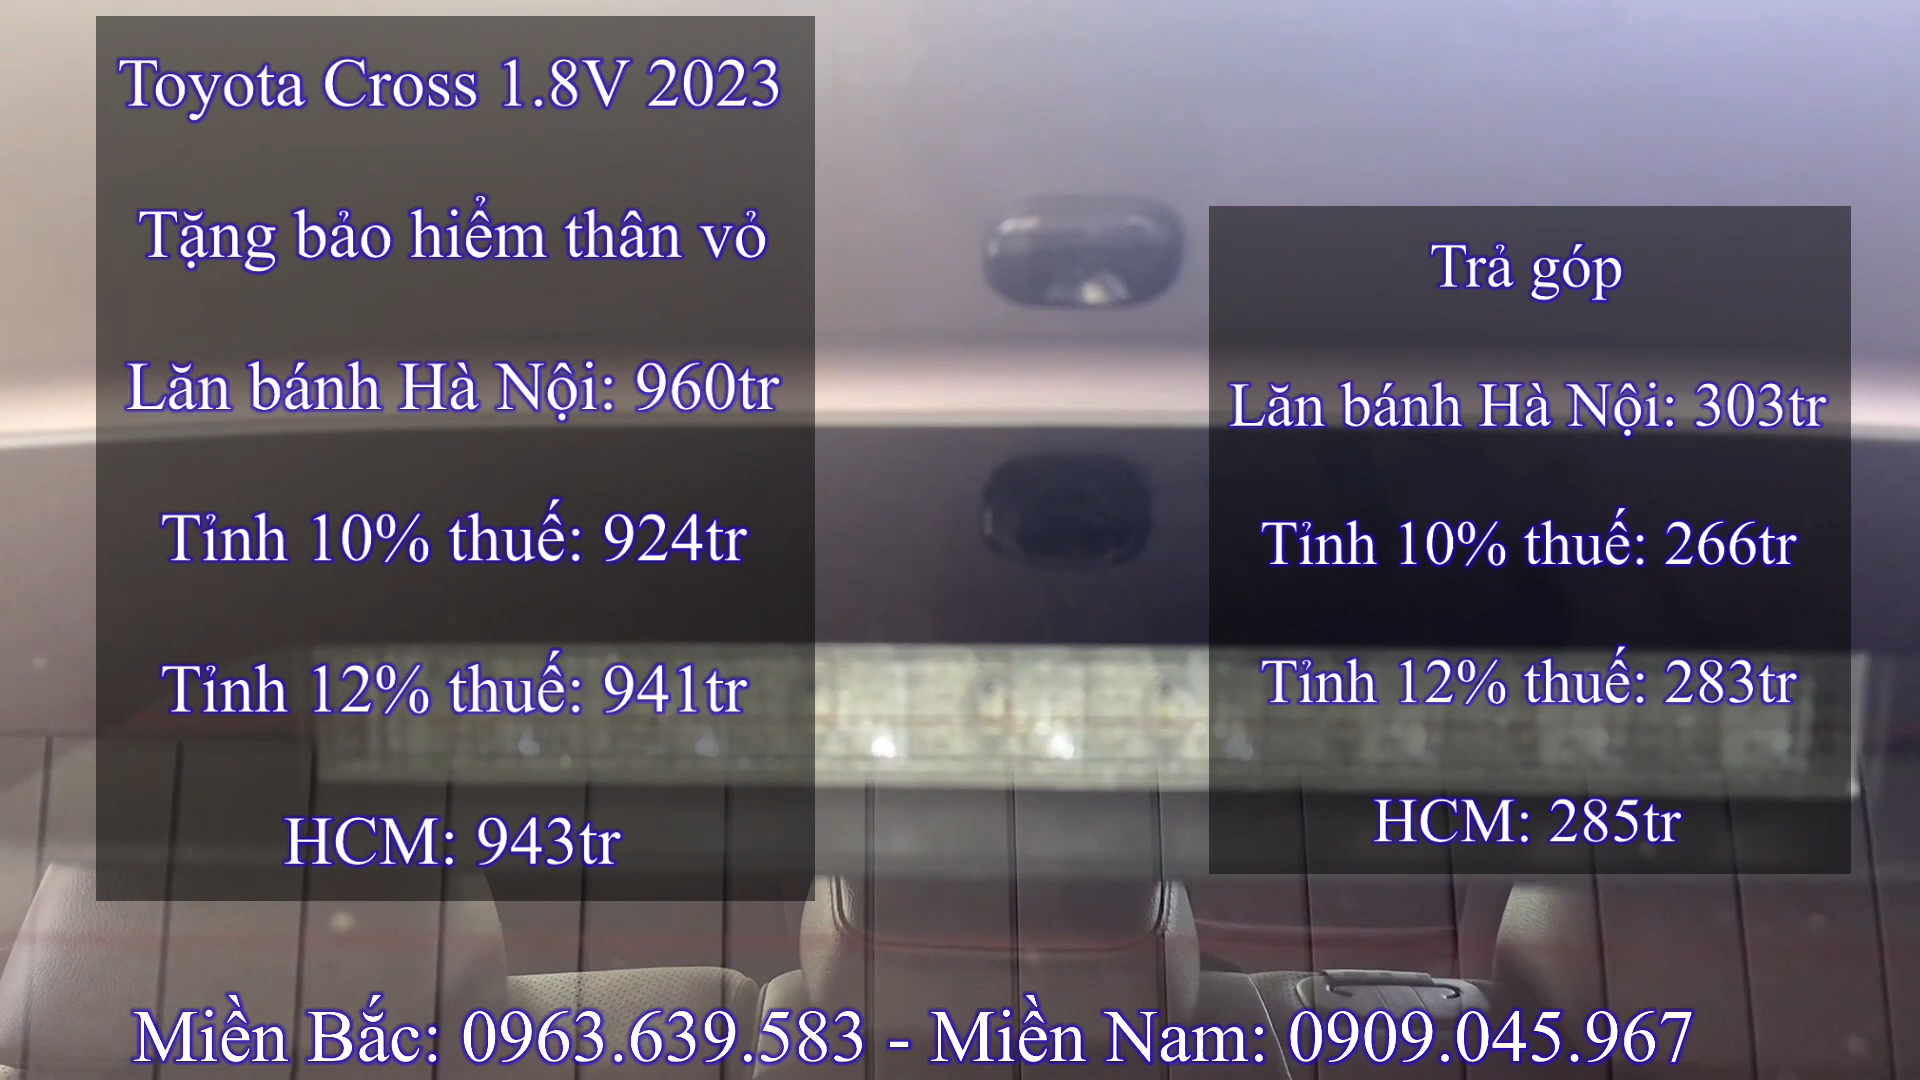 Toyota Cross 1.8V 2023
Tặng bảo hiểm thân vỏ
Lăn bánh Hà Nội: 960tr
Tỉnh 10% thuế: 924tr
Tỉnh 12% thuế: 941tr
HCM: 943tr
Trả góp
Lăn bánh Hà Nội: 303tr
Tỉnh 10% thuế: 266tr
Tỉnh 12% thuế: 283tr
HCM: 285tr
Miền Bắc: 0963.639.583 - Miền Nam: 0909.045.967